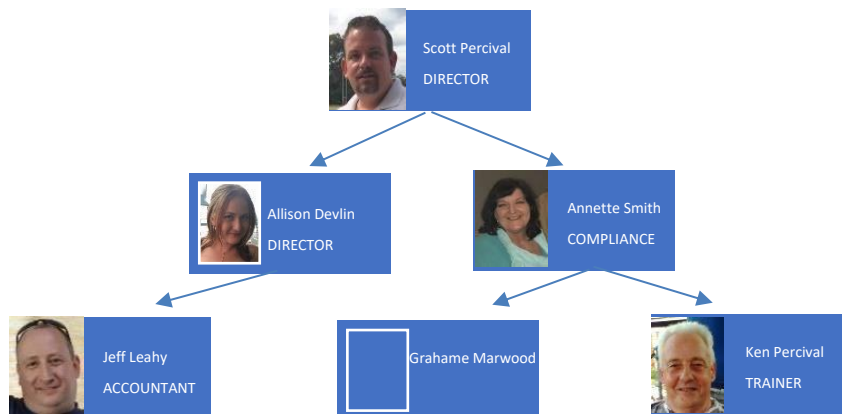 Scott Percival
DIRECTOR
Allison Devlin
DIRECTOR
Annette Smith
COMPLIANCE
Jeff Leahy
ACCOUNTANT
Grahame Marwood
Ken Percival
TRAINER